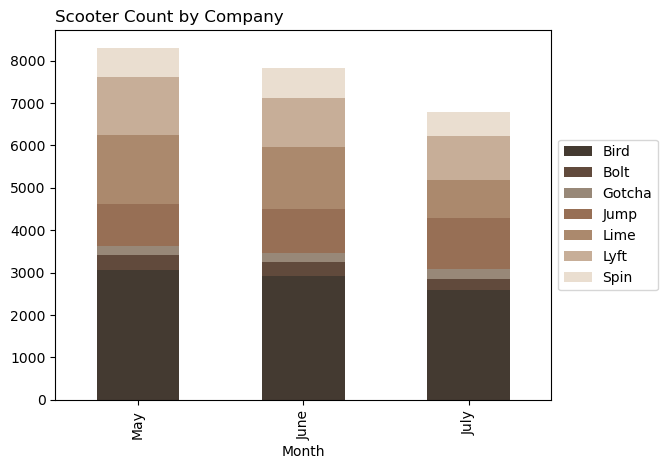 Scooter Count by Company
8000
7000
6000
5000
4000
3000
2000
1000
0
May
June
July
Month
Bird
Bolt
Gotcha
Jump
Lime
Lyft
Spin